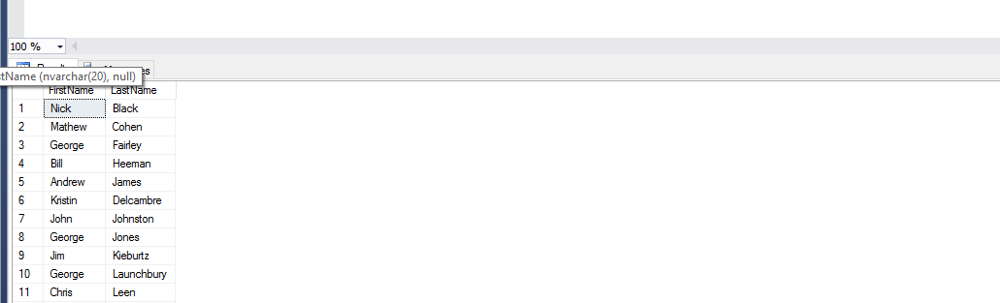 100 %
stName (nvarchar(20), null)
FirstName LastName
1 Nick Black
2 Mathew Cohen
3 George Fairley
4 Bill Heeman
5 Andrew James
6 Kristin Delcambre
7 John Johnston
8 George Jones
9 Jim Kieburtz
10 George Launchbury
11 Chris Leen